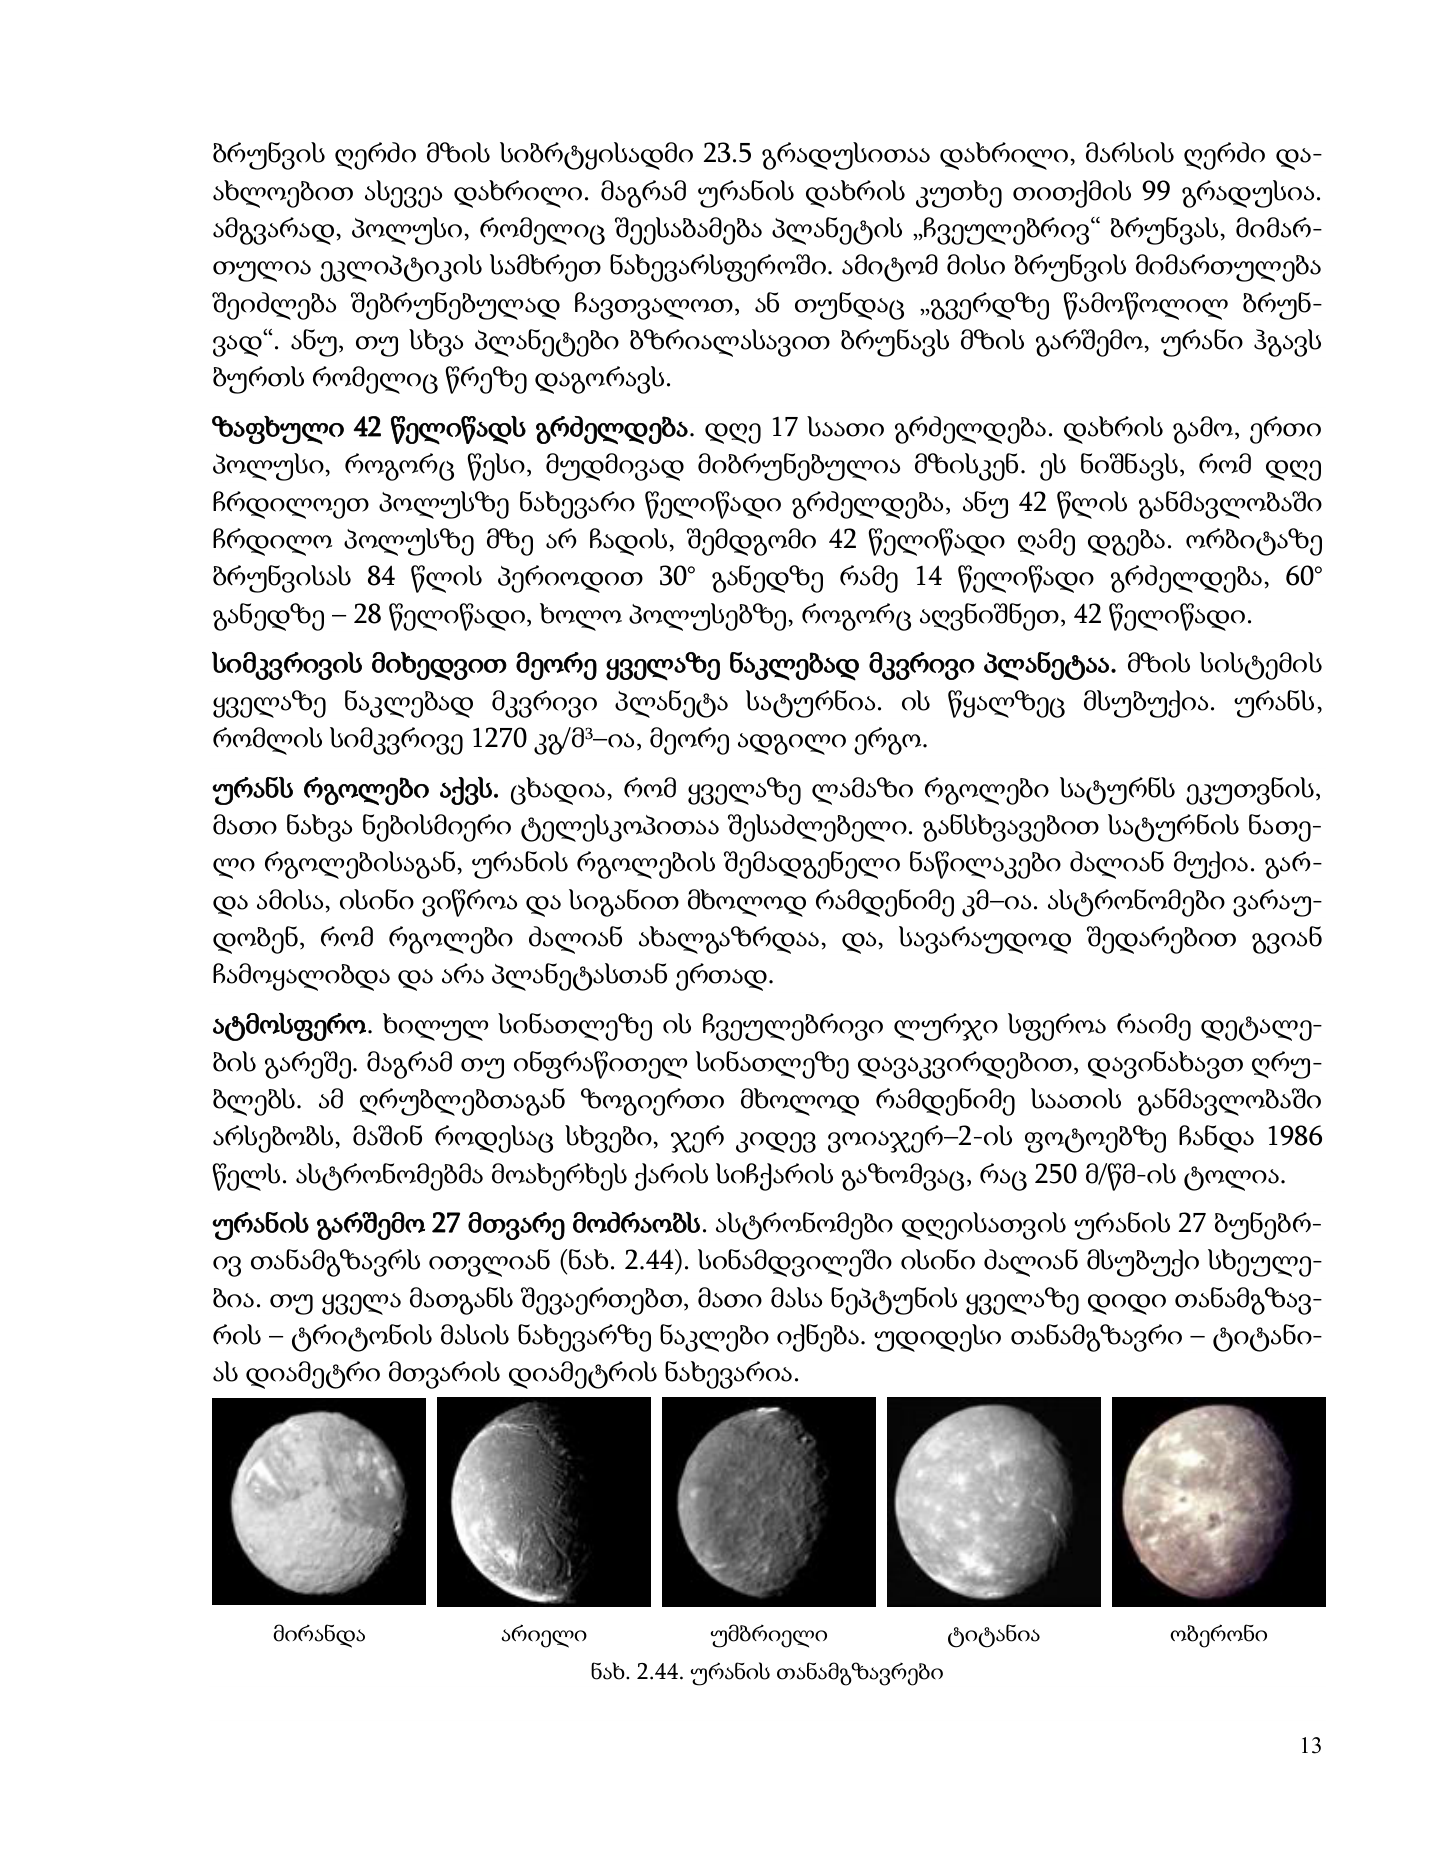 ბრუნვის ღერძი მზის სიბრტყისადმი 23.5 გრადუსითაა დახრილი, მარსის ღერძი და-
ახლოებით ასევეა დახრილი. მაგრამ ურანის დახრის კუთხე თითქმის 99 გრადუსია.
ამგვარად, პოლუსი, რომელიც შეესაბამება პლანეტის „ჩვეულებრივ“ ბრუნვას, მიმარ-
თულია ეკლიპტიკის სამხრეთ ნახევარსფეროში. ამიტომ მისი ბრუნვის მიმართულება
შეიძლება შებრუნებულად ჩავთვალოთ, ან თუნდაც „გვერდზე წამოწოლილ ბრუნ-
ვად“. ანუ, თუ სხვა პლანეტები ბზრიალასავით ბრუნავს მზის გარშემო, ურანი ჰგავს
ბურთს რომელიც წრეზე დაგორავს.
ზაფხული 42 წელიწადს გრძელდება. დღე 17 საათი გრძელდება. დახრის გამო, ერთი
პოლუსი, როგორც წესი, მუდმივად მიბრუნებულია მზისკენ. ეს ნიშნავს, რომ დღე
ჩრდილოეთ პოლუსზე ნახევარი წელიწადი გრძელდება, ანუ 42 წლის განმავლობაში
ჩრდილო პოლუსზე მზე არ ჩადის, შემდგომი 42 წელიწადი ღამე დგება. ორბიტაზე
ბრუნვისას 84 წლის პერიოდით 30° განედზე რამე 14 წელიწადი გრძელდება, 60°
განედზე – 28 წელიწადი, ხოლო პოლუსებზე, როგორც აღვნიშნეთ, 42 წელიწადი.
სიმკვრივის მიხედვით მეორე ყველაზე ნაკლებად მკვრივი პლანეტაა. მზის სისტემის
ყველაზე ნაკლებად მკვრივი პლანეტა სატურნია. ის წყალზეც მსუბუქია. ურანს,
რომლის სიმკვრივე 1270 კგ/მ³–ია, მეორე ადგილი ერგო.
ურანს რგოლები აქვს. ცხადია, რომ ყველაზე ლამაზი რგოლები სატურნს ეკუთვნის,
მათი ნახვა ნებისმიერი ტელესკოპითაა შესაძლებელი. განსხვავებით სატურნის ნათე-
ლი რგოლებისაგან, ურანის რგოლების შემადგენელი ნაწილაკები ძალიან მუქია. გარ-
და ამისა, ისინი ვიწროა და სიგანით მხოლოდ რამდენიმე კმ–ია. ასტრონომები ვარაუ-
დობენ, რომ რგოლები ძალიან ახალგაზრდაა, და, სავარაუდოდ შედარებით გვიან
ჩამოყალიბდა და არა პლანეტასთან ერთად.
ატმოსფერო. ხილულ სინათლეზე ის ჩვეულებრივი ლურჯი სფეროა რაიმე დეტალე-
ბის გარეშე. მაგრამ თუ ინფრაწითელ სინათლეზე დავაკვირდებით, დავინახავთ ღრუ-
ბლებს. ამ ღრუბლებთაგან ზოგიერთი მხოლოდ რამდენიმე საათის განმავლობაში
არსებობს, მაშინ როდესაც სხვები, ჯერ კიდევ ვოიაჯერ–2-ის ფოტოებზე ჩანდა 1986
წელს. ასტრონომებმა მოახერხეს ქარის სიჩქარის გაზომვაც, რაც 250 მ/წმ-ის ტოლია.
ურანის გარშემო 27 მთვარე მოძრაობს. ასტრონომები დღეისათვის ურანის 27 ბუნებრ-
ივ თანამგზავრს ითვლიან (ნახ. 2.44). სინამდვილეში ისინი ძალიან მსუბუქი სხეულე-
ბია. თუ ყველა მათგანს შევაერთებთ, მათი მასა ნეპტუნის ყველაზე დიდი თანამგზავ-
რის – ტრიტონის მასის ნახევარზე ნაკლები იქნება. უდიდესი თანამგზავრი – ტიტანი-
ას დიამეტრი მთვარის დიამეტრის ნახევარია.
მირანდა არიელი უმბრიელი ტიტანია ობერონი
ნახ. 2.44. ურანის თანამგზავრები
13